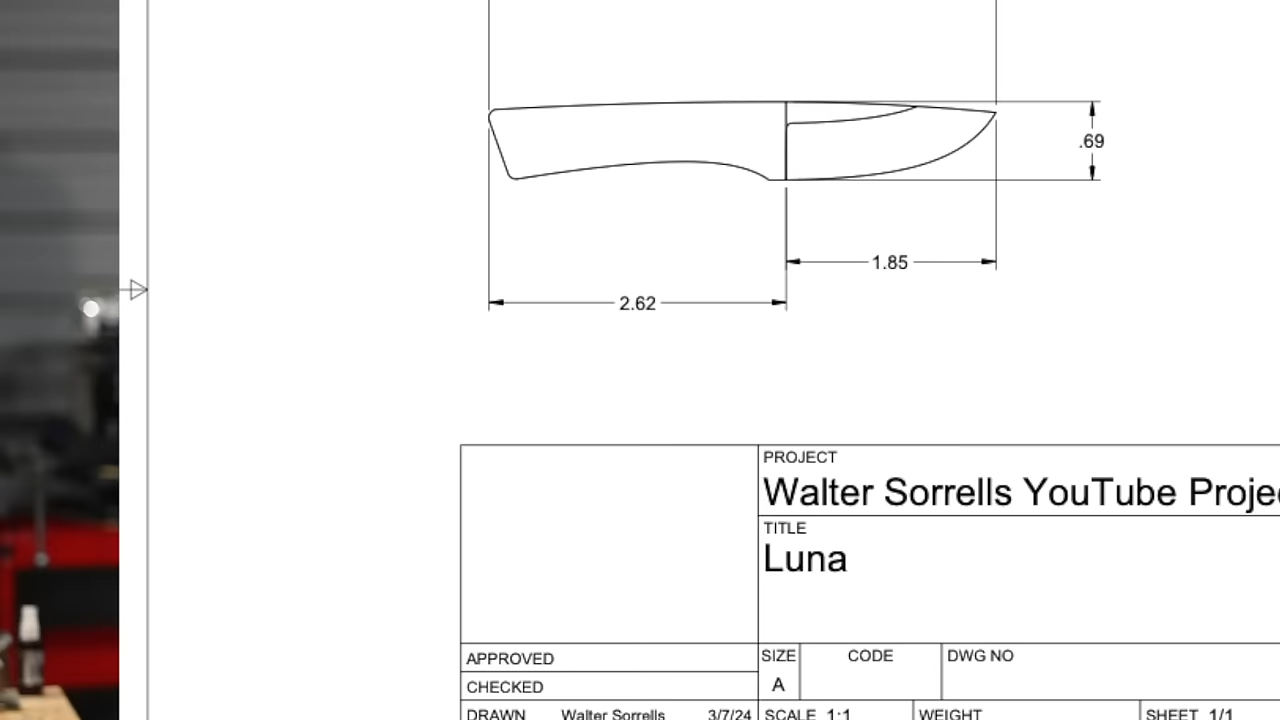 .69
1.85
2.62
PROJECT
Walter Sorrells YouTube Projec
TITLE
Luna
APPROVED
SIZE CODE DWG NO
CHECKED
A
DRAWN Walter Sorrells 3/7/24 SCALE 1:1 WEIGHT SHEET 1/1